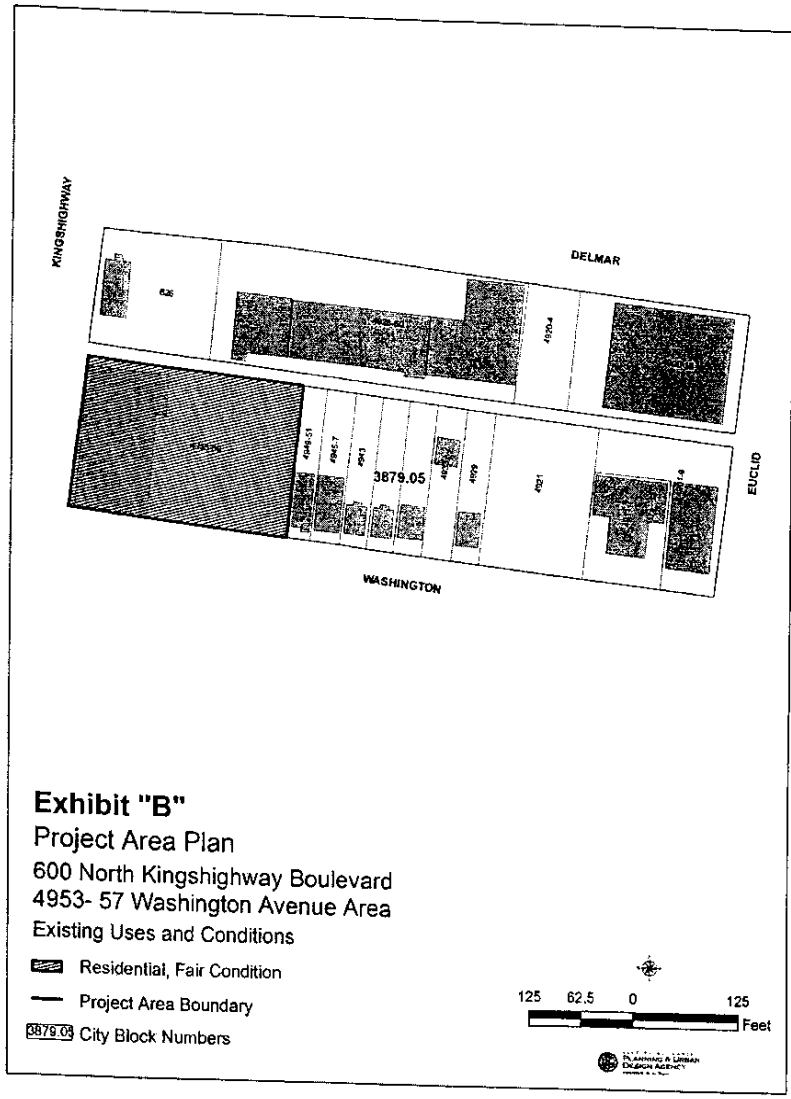 KINGSHIGHWAY
DELMAR
626
4920-4
4949-51
4945-7
4943
3879.05
4929
4921
EUCLID
WASHINGTON
Exhibit "B"
Project Area Plan
600 North Kingshighway Boulevard
4953- 57 Washington Avenue Area
Existing Uses and Conditions
Residential, Fair Condition
Project Area Boundary
3879.05 City Block Numbers
125 62.5 0 125
Feet
PLANNING & URBAN
DESIGN AGENCY